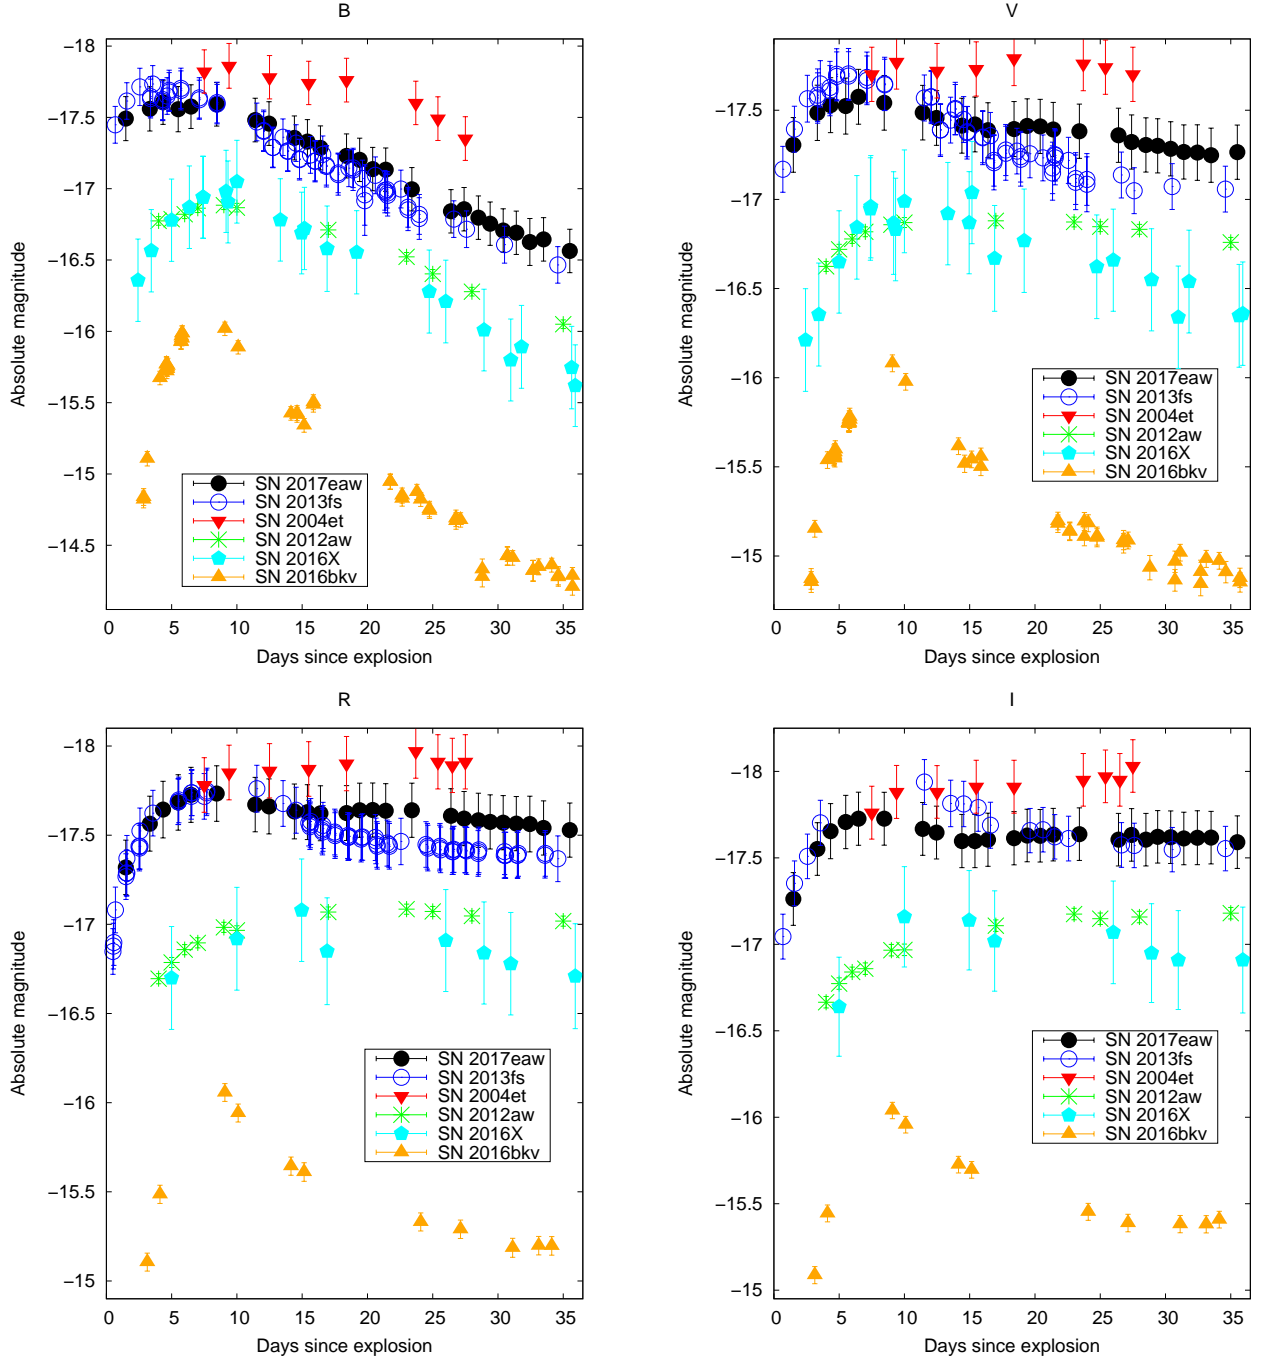 B
-18
-17.5
-17
-16.5
-16
-15.5
-15
-14.5
0 5 10 15 20 25 30 35
Absolute magnitude
Days since explosion
SN 2017eaw
SN 2013fs
SN 2004et
SN 2012aw
SN 2016X
SN 2016bkv
V
-17.5
-17
-16.5
-16
-15.5
-15
0 5 10 15 20 25 30 35
Absolute magnitude
Days since explosion
SN 2017eaw
SN 2013fs
SN 2004et
SN 2012aw
SN 2016X
SN 2016bkv
R
-18
-17.5
-17
-16.5
-16
-15.5
-15
0 5 10 15 20 25 30 35
Absolute magnitude
Days since explosion
SN 2017eaw
SN 2013fs
SN 2004et
SN 2012aw
SN 2016X
SN 2016bkv
I
-18
-17.5
-17
-16.5
-16
-15.5
-15
0 5 10 15 20 25 30 35
Absolute magnitude
Days since explosion
SN 2017eaw
SN 2013fs
SN 2004et
SN 2012aw
SN 2016X
SN 2016bkv